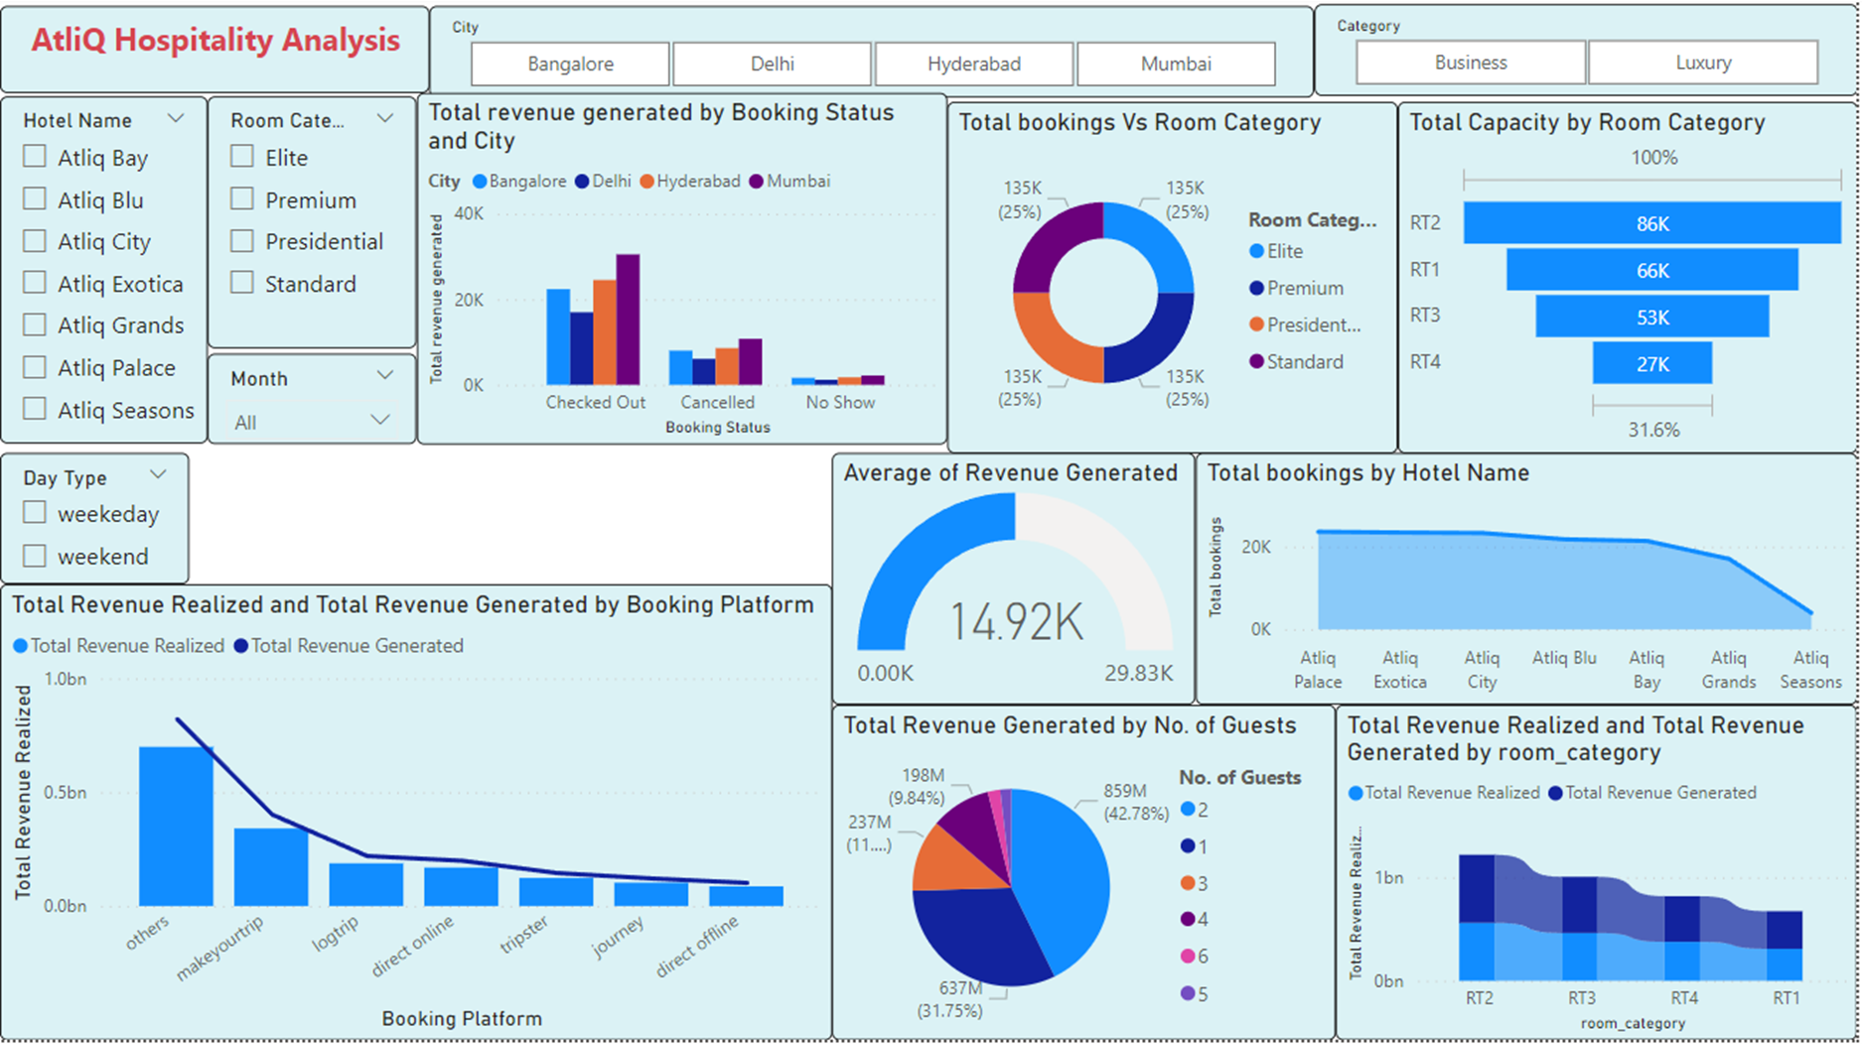 AtliQ Hospitality Analysis
City
Bangalore
Delhi
Hyderabad
Mumbai
Category
Business
Luxury
Hotel Name
Atliq Bay
Atliq Blu
Atliq City
Atliq Exotica
Atliq Grands
Atliq Palace
Atliq Seasons
Room Cate...
Elite
Premium
Presidential
Standard
Month
All
Day Type
weekeday
weekend
Total revenue generated by Booking Status
and City
City Bangalore Delhi Hyderabad Mumbai
Total revenue generated
40K
20K
0K
Checked Out
Cancelled
No Show
Booking Status
Total bookings Vs Room Category
135K
(25%)
135K
(25%)
135K
(25%)
135K
(25%)
Room Categ...
Elite
Premium
President...
Standard
Total Capacity by Room Category
100%
RT2 86K
RT1 66K
RT3 53K
RT4 27K
31.6%
Average of Revenue Generated
14.92K
0.00K
29.83K
Total bookings by Hotel Name
Total bookings
20K
0K
Atliq
Palace
Atliq
Exotica
Atliq
City
Atliq Blu
Atliq
Bay
Atliq
Grands
Atliq
Seasons
Total Revenue Realized and Total Revenue Generated by Booking Platform
Total Revenue Realized Total Revenue Generated
Total Revenue Realized
1.0bn
0.5bn
0.0bn
others
makeyourtrip
logtrip
direct online
tripster
journey
direct offline
Booking Platform
Total Revenue Generated by No. of Guests
198M
(9.84%)
237M
(11....)
859M
(42.78%)
637M
(31.75%)
No. of Guests
2
1
3
4
6
5
Total Revenue Realized and Total Revenue
Generated by room_category
Total Revenue Realized Total Revenue Generated
Total Revenue Realiz...
1bn
0bn
RT2
RT3
RT4
RT1
room_category